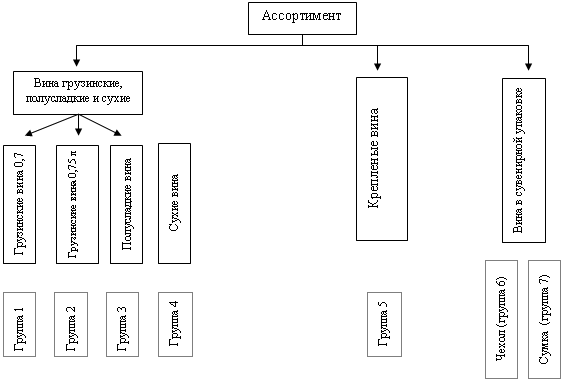 Ассортимент
Вина грузинские,
полусладкие и сухие
Крепленые вина
Вина в сувенирной упаковке
Грузинские вина 0,7
Грузинские вина 0,75 л
Полусладкие вина
Сухие вина
Группа 1
Группа 2
Группа 3
Группа 4
Группа 5
Чехол (группа 6)
Сумка (группа 7)